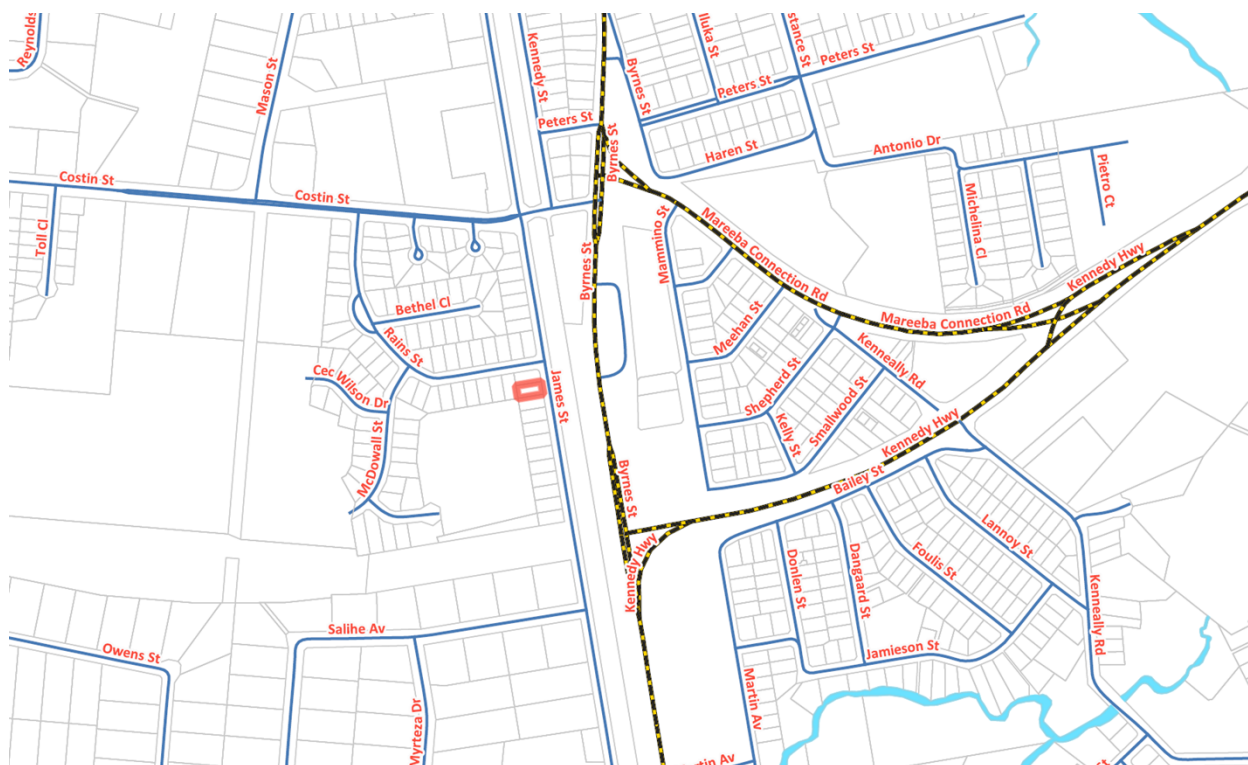 Reynolds
Mason St
Kennedy St
Byrnes St
Peters St
Peters St
Peters St
Haren St
Byrnes St
Antonio Dr
Pietro Ct
Michelina Cl
Costin St
Costin St
Toll Cl
Mammino St
Mareeba Connection Rd
Kennedy Hwy
Byrnes St
Bethel Cl
Rains St
Meehan St
Mareeba Connection Rd
Cec Wilson Dr
James St
Shepherd St
Kenneally Rd
Smallwood St
Kelly St
McDowall St
Kennedy Hwy
Byrnes St
Bailey St
Lannoy St
Kennedy Hwy
Donlen St
Dangaard St
Foulis St
Kenneally Rd
Salihe Av
Owens St
Jamieson St
Martin Av
Myrteza Dr